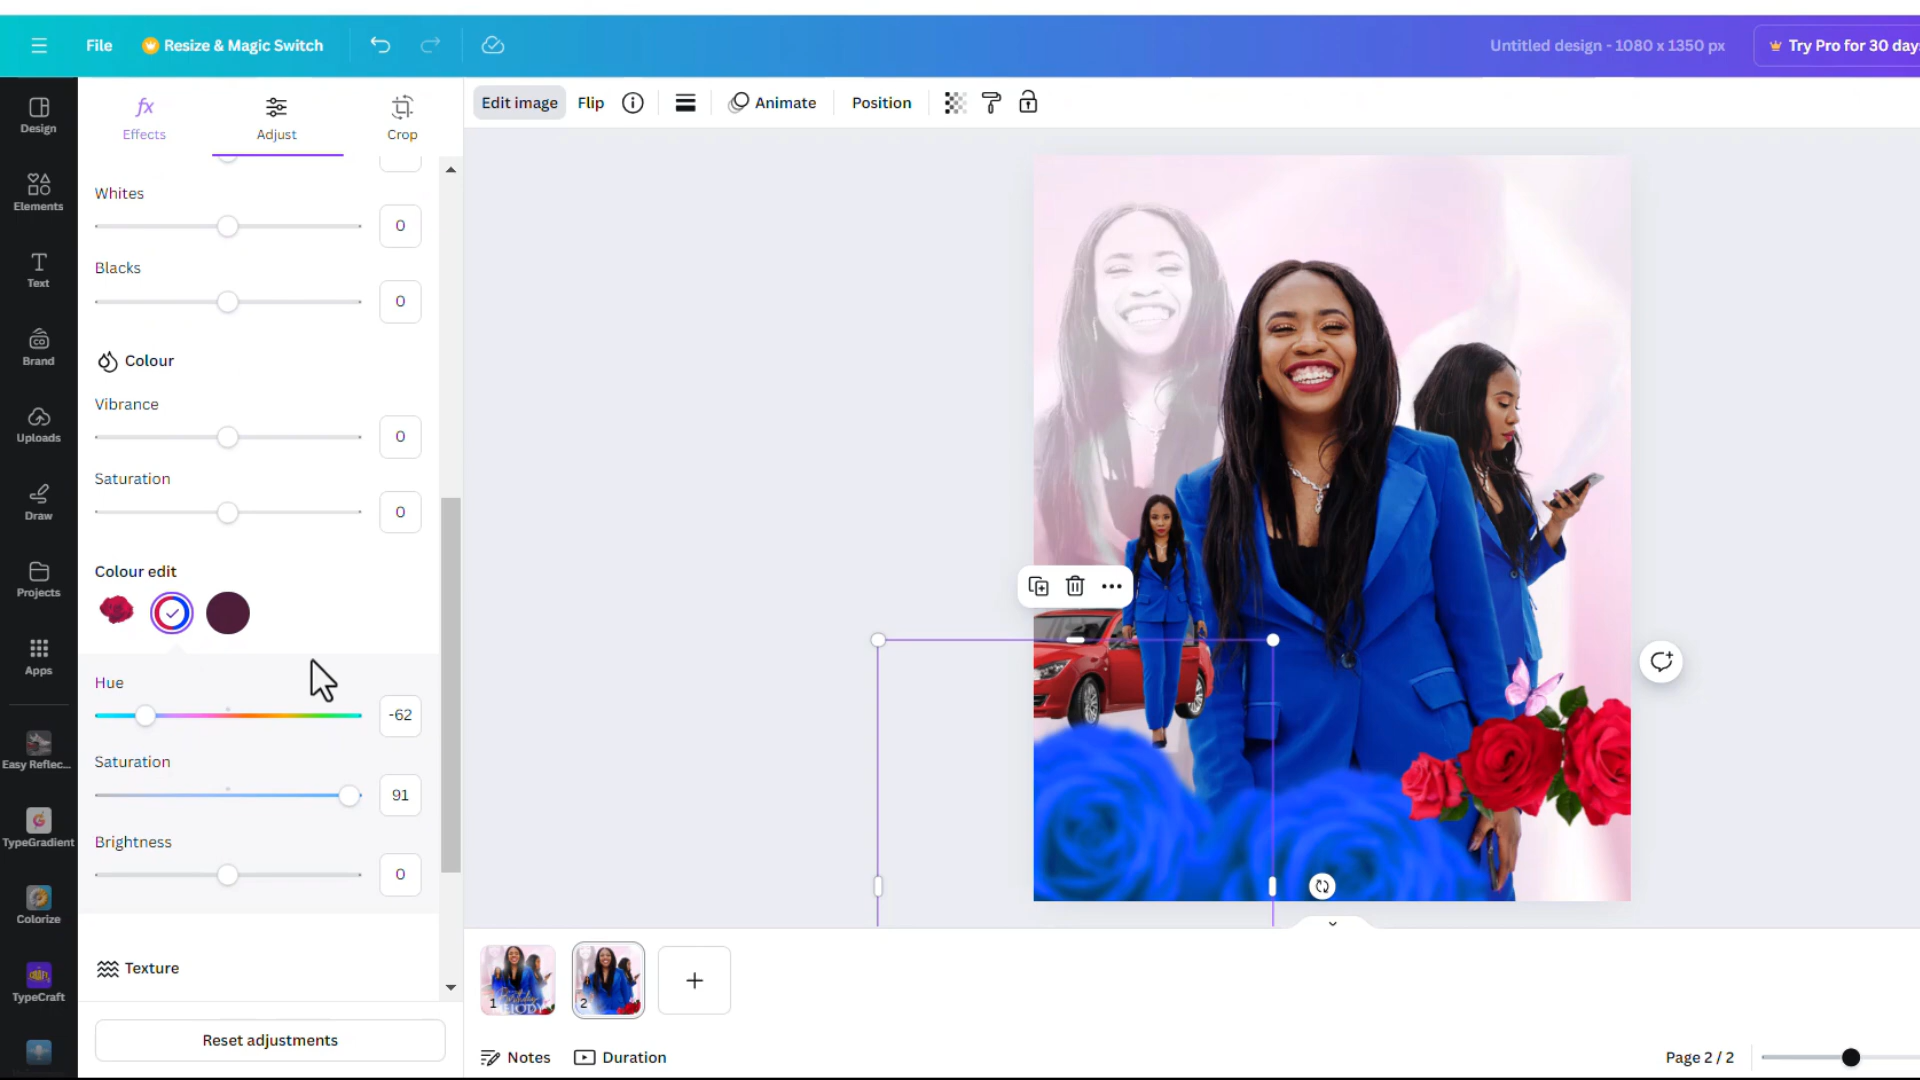 File
Resize & Magic Switch
Untitled design - 1080 x 1350 px
Try Pro for 30 day
Design
Elements
Text
Brand
Uploads
Draw
Projects
Apps
Easy Reflec...
TypeGradient
Colorize
TypeCraft
Effects
Adjust
Crop
Whites
0
Blacks
0
Colour
Vibrance
0
Saturation
0
Colour edit
Hue
-62
Saturation
91
Brightness
0
Texture
Reset adjustments
Edit image
Flip
Animate
Position
1
Birthday
2
Notes
Duration
Page 2 / 2